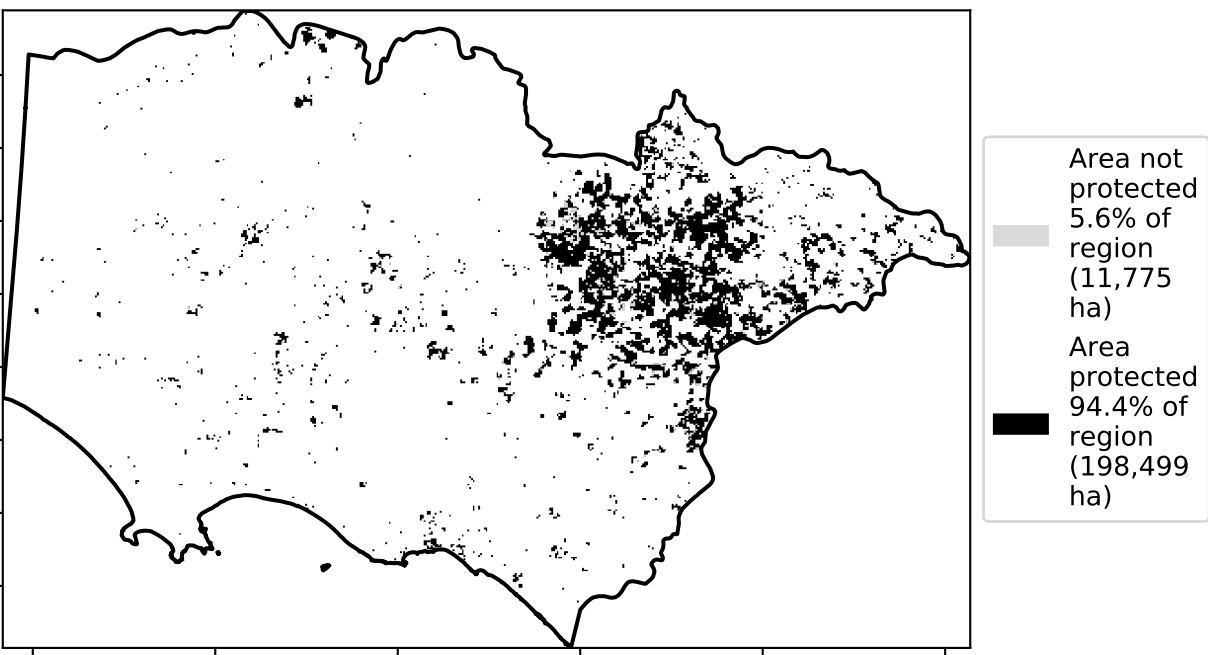 Area not
protected
5.6% of
region
(11,775
ha)
Area
protected
94.4% of
region
(198,499
ha)